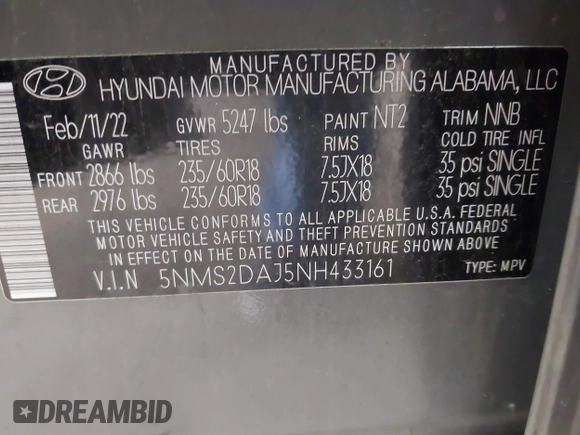 MANUFACTURED BY
HYUNDAI MOTOR MANUFACTURING ALABAMA, LLC
Feb/11/22 GVWR 5247 lbs PAINT NT2 TRIM NNB
GAWR TIRES RIMS COLD TIRE INFL
FRONT 2866 lbs 235/60R18 7.5JX18 35 psi SINGLE
REAR 2976 lbs 235/60R18 7.5JX18 35 psi SINGLE
THIS VEHICLE CONFORMS TO ALL APPLICABLE U.S.A. FEDERAL
MOTOR VEHICLE SAFETY AND THEFT PREVENTION STANDARDS
IN EFFECT ON THE DATE OF MANUFACTURE SHOWN ABOVE.
V.I.N 5NMS2DAJ5NH433161 TYPE: MPV
DREAMBID